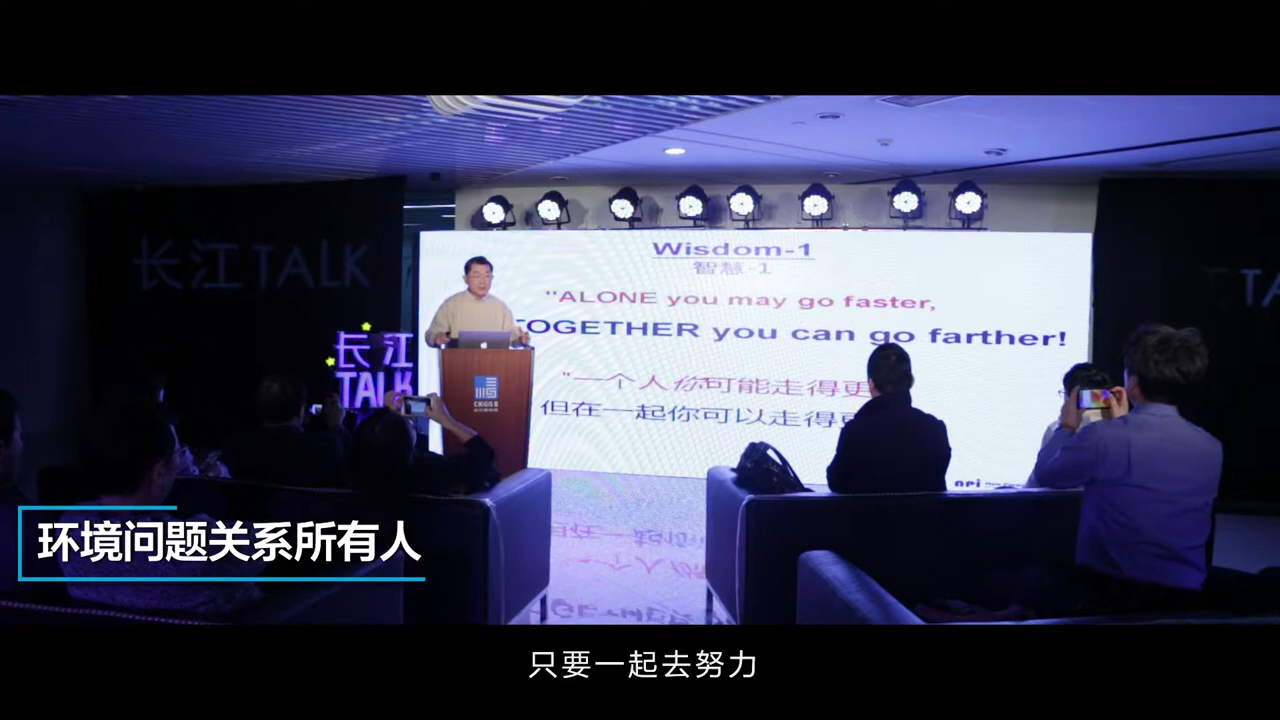 长江TALK
Wisdom-1
智慧-1
"ALONE you may go faster,
TOGETHER you can go farther!
长江
TALK
"一个人你可能走得更
但在一起你可以走得
CKGSB
环境问题关系所有人
只要一起去努力